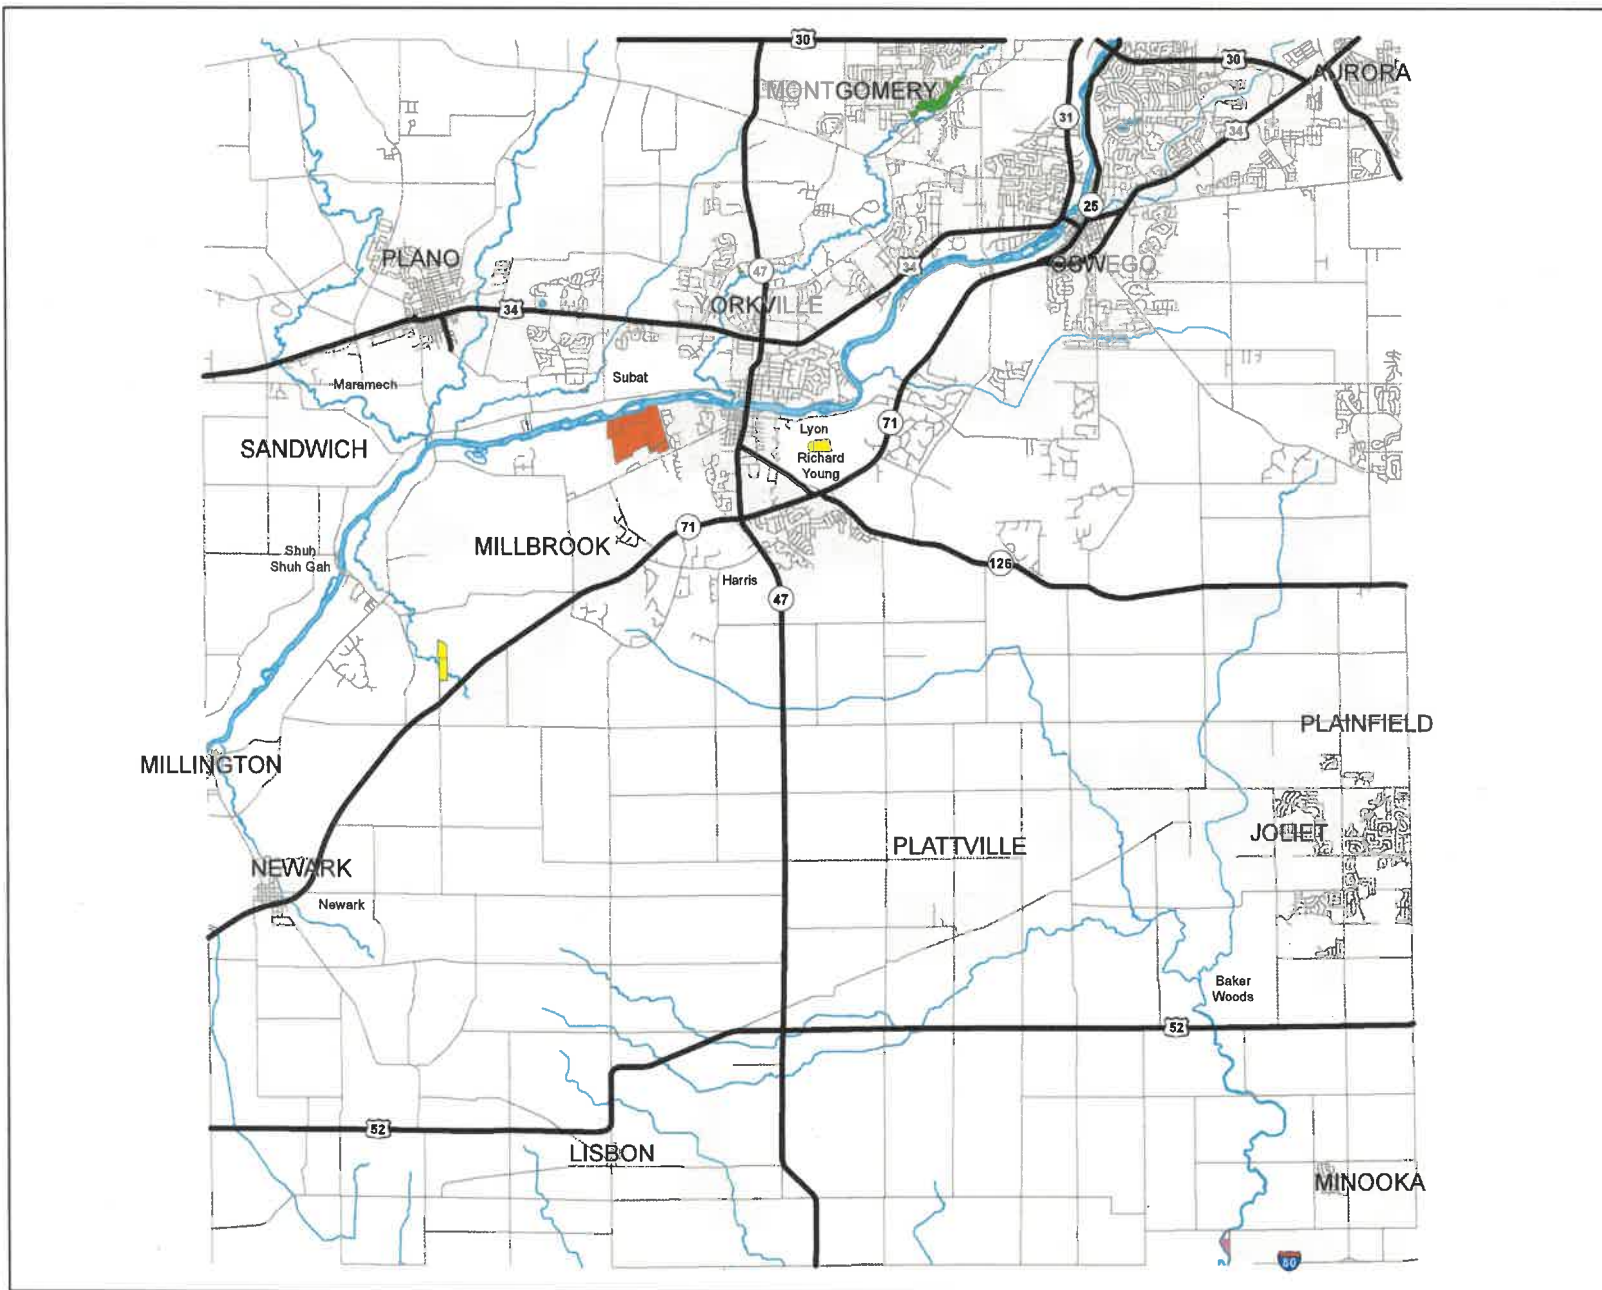 30
MONTGOMERY
30
AURORA
31
34
25
PLANO
47
34
OSWEGO
34
YORKVILLE
Subat
Maramech
71
Lyon
SANDWICH
Richard
Young
71
MILLBROOK
Shuh
Shuh Gah
126
Harris
47
PLAINFIELD
MILLINGTON
JOLIET
PLATTVILLE
NEWARK
Newark
Baker
Woods
52
52
LISBON
MINOOKA
80